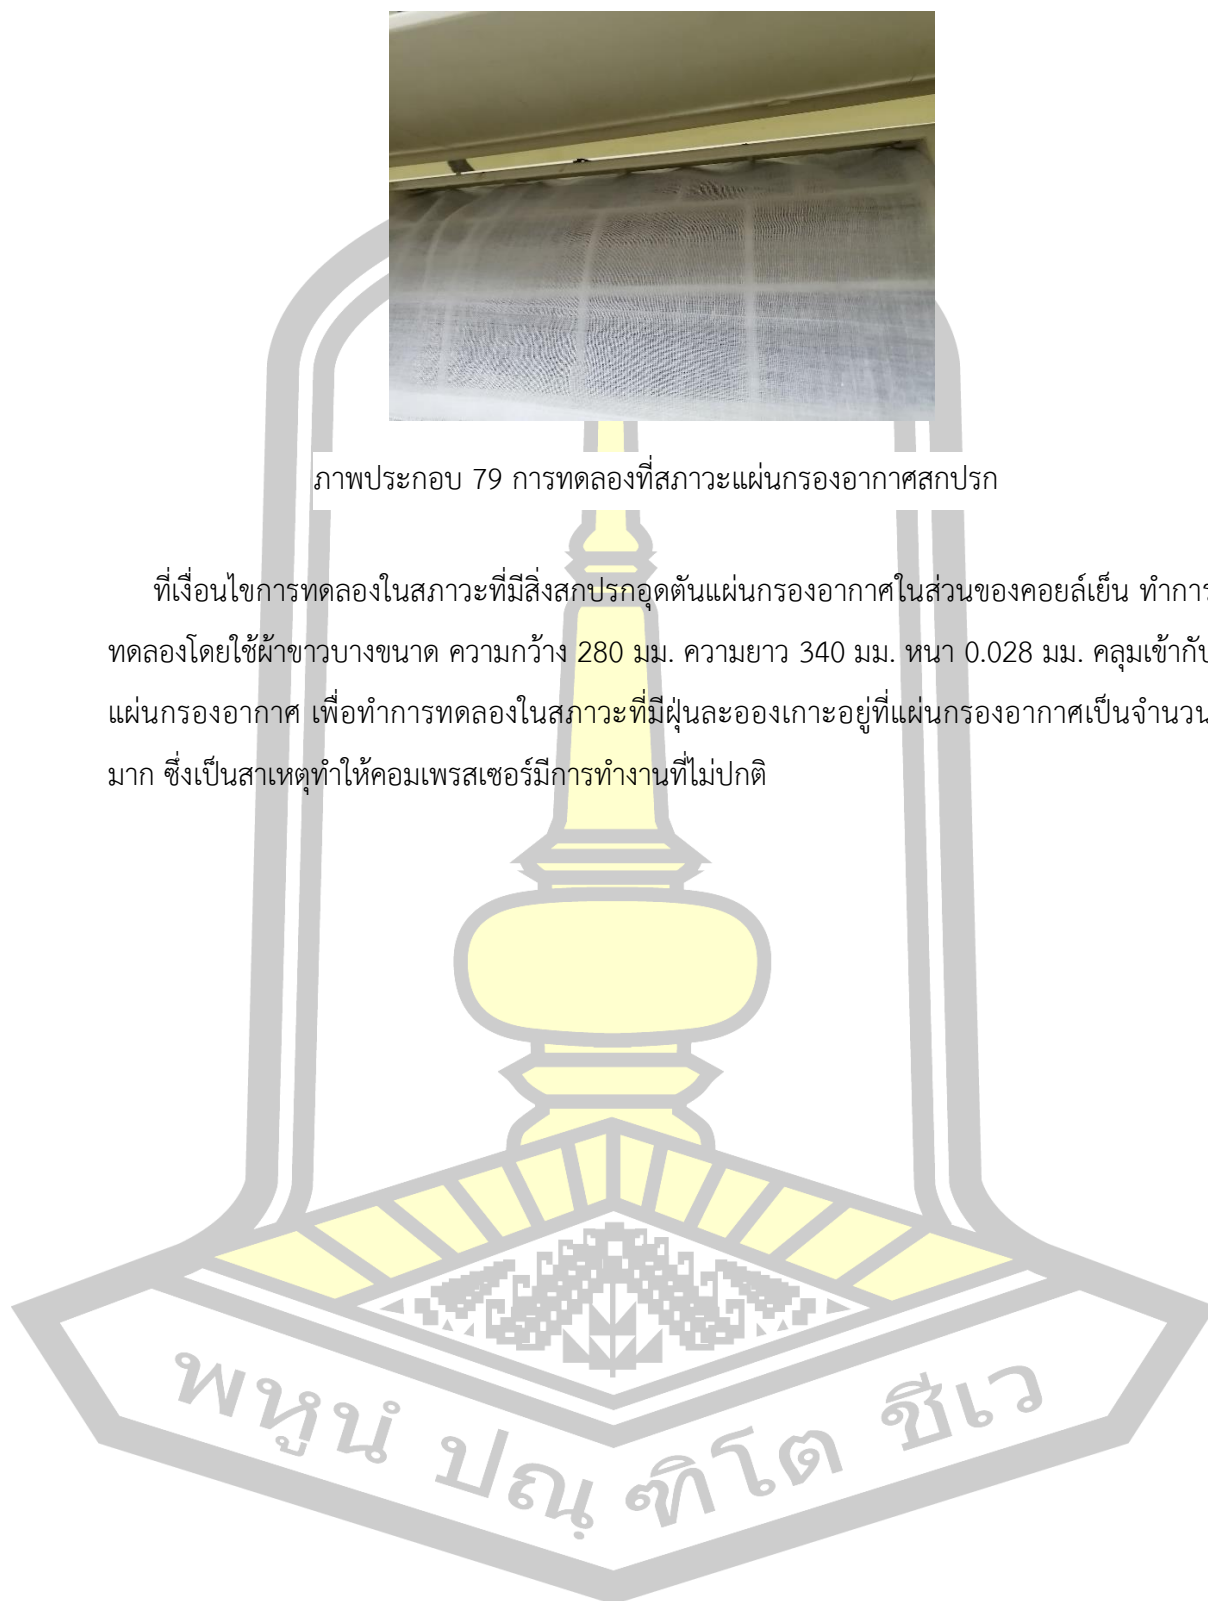 ภาพประกอบ 79 การทดลองที่สภาวะแผ่นกรองอากาศสกปรก
ที่เงื่อนไขการทดลองในสภาวะที่มีสิ่งสกปรกอุดตันแผ่นกรองอากาศในส่วนของคอยล์เย็น ทำการ
ทดลองโดยใช้ผ้าขาวบางขนาด ความกว้าง 280 มม. ความยาว 340 มม. หนา 0.028 มม. คลุมเข้ากับ
แผ่นกรองอากาศ เพื่อทำการทดลองในสภาวะที่มีฝุ่นละอองเกาะอยู่ที่แผ่นกรองอากาศเป็นจำนวน
มาก ซึ่งเป็นสาเหตุทำให้คอมเพรสเซอร์มีการทำงานที่ไม่ปกติ
พหูนํ ปณฺฑิโต ชีเว